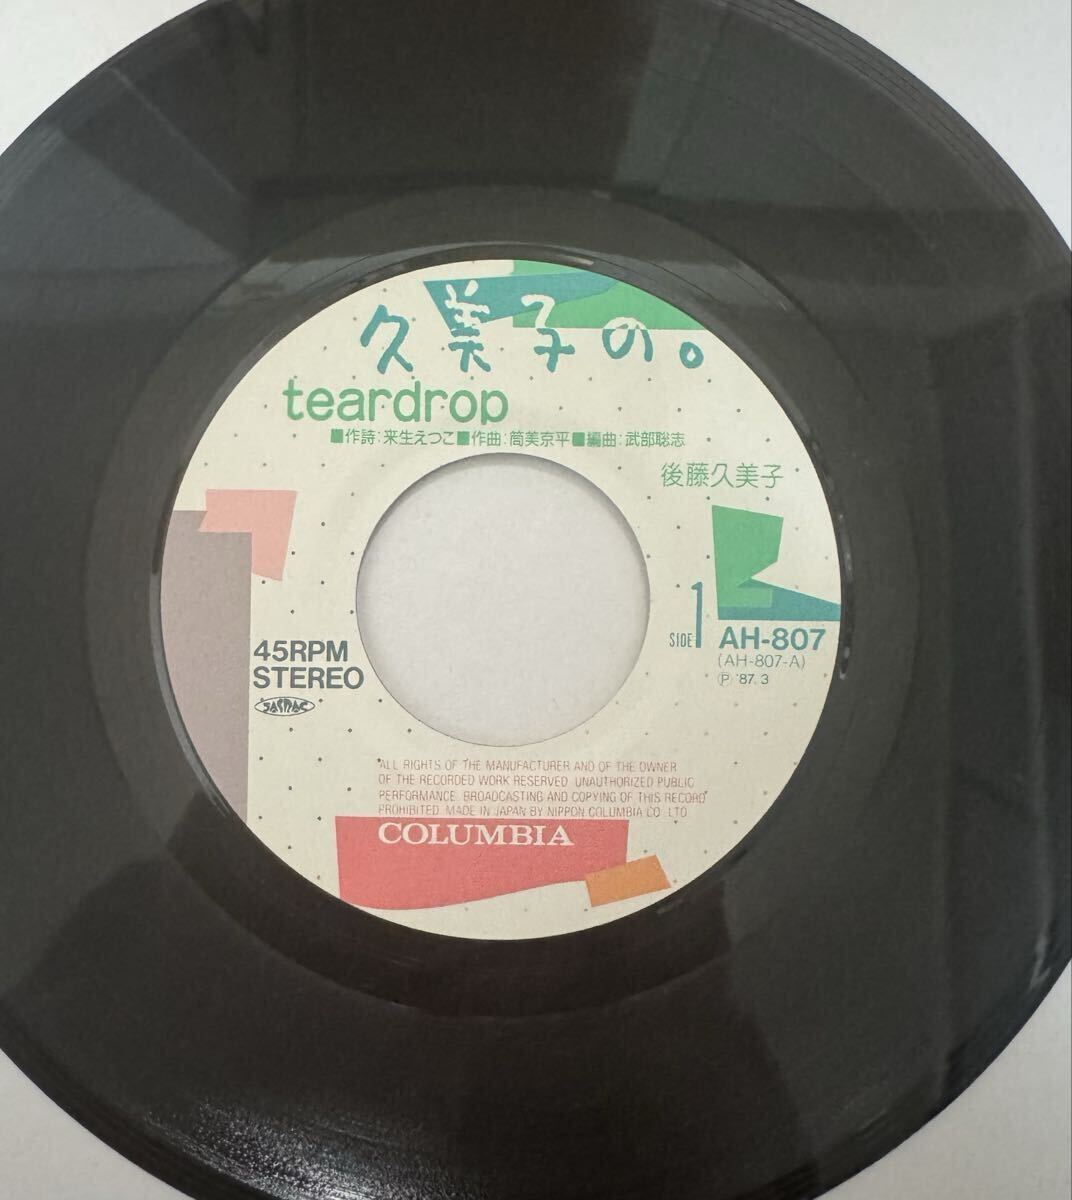 久美子の。
teardrop
■作詩:来生えつこ■作曲:筒美京平■編曲:武部聡志
後藤久美子
SIDE 1
AH-807
(AH-807-A)
Ⓟ '87. 3
45RPM
STEREO
JASRAC
ALL RIGHTS OF THE MANUFACTURER AND OF THE OWNER
OF THE RECORDED WORK RESERVED. UNAUTHORIZED PUBLIC
PERFORMANCE. BROADCASTING AND COPYING OF THIS RECORD
PROHIBITED. MADE IN JAPAN BY NIPPON COLUMBIA CO., LTD.
COLUMBIA